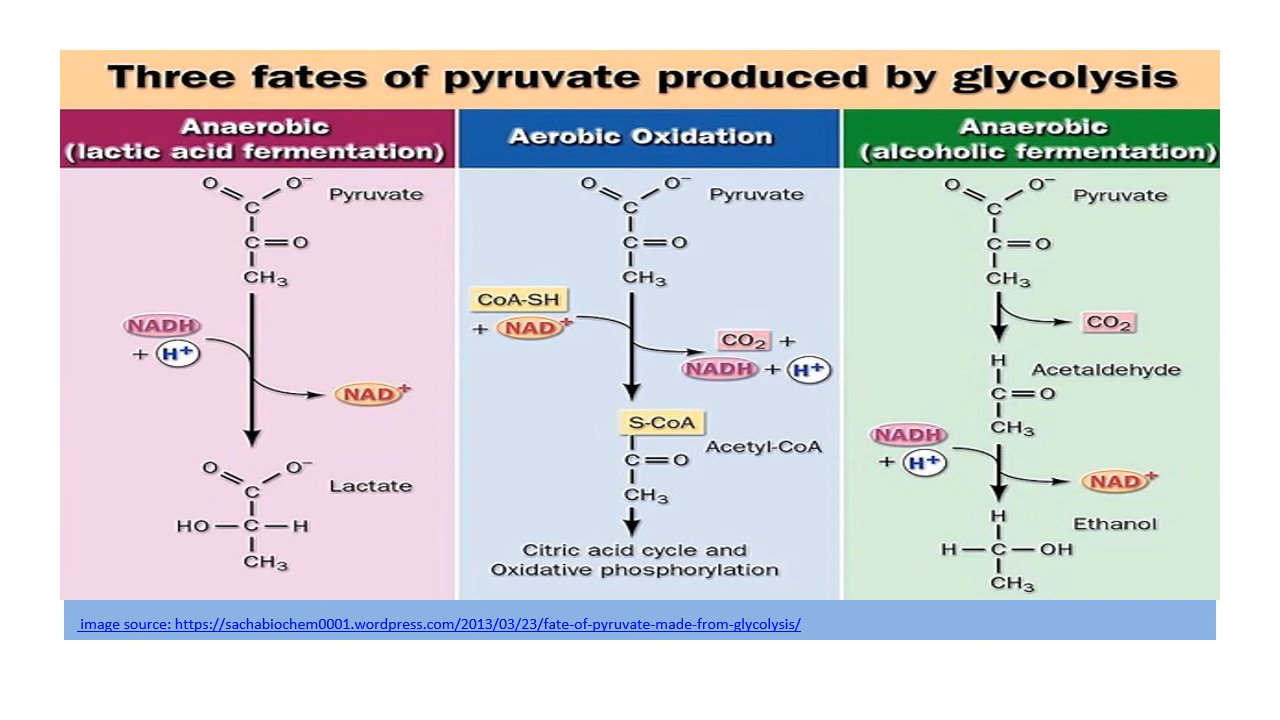 Three fates of pyruvate produced by glycolysis
Anaerobic
(lactic acid fermentation)
O O⁻ Pyruvate
C
C=O
CH₃
NADH
+ H⁺
NAD⁺
O O⁻
C Lactate
HO—C—H
CH₃
Aerobic Oxidation
O O⁻ Pyruvate
C
C=O
CH₃
CoA-SH
+ NAD⁺
CO₂ +
NADH + H⁺
S-CoA
Acetyl-CoA
C=O
CH₃
Citric acid cycle and
Oxidative phosphorylation
Anaerobic
(alcoholic fermentation)
O O⁻ Pyruvate
C
C=O
CH₃
CO₂
H
Acetaldehyde
C=O
CH₃
NADH
+ H⁺
NAD⁺
H
Ethanol
H—C—OH
CH₃
image source: https://sachabiochem0001.wordpress.com/2013/03/23/fate-of-pyruvate-made-from-glycolysis/